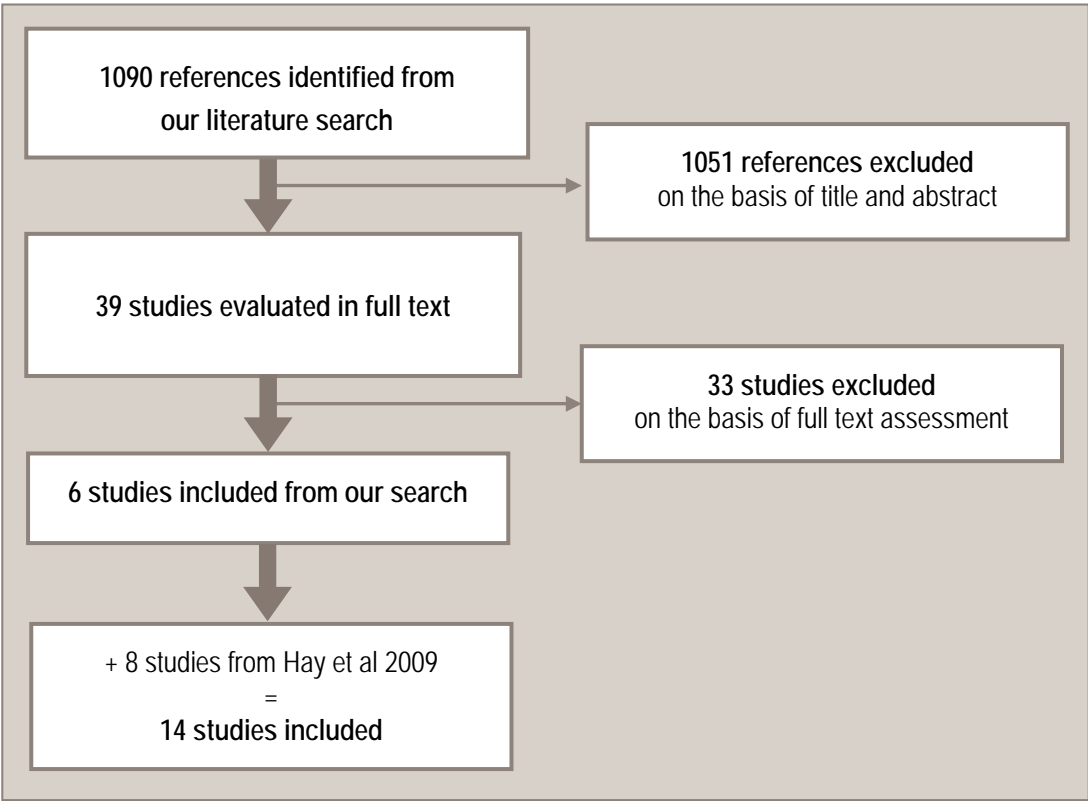 1090 references identified from
our literature search
1051 references excluded
on the basis of title and abstract
39 studies evaluated in full text
33 studies excluded
on the basis of full text assessment
6 studies included from our search
+ 8 studies from Hay et al 2009
=
14 studies included